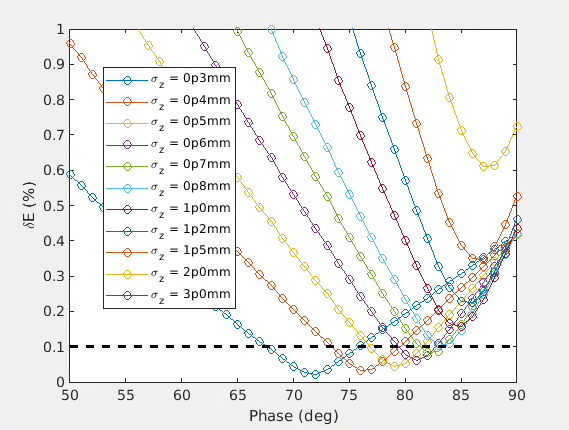 1
0.9
0.8
0.7
0.6
0.5
0.4
0.3
0.2
0.1
0
δE (%)
σz = 0p3mm
σz = 0p4mm
σz = 0p5mm
σz = 0p6mm
σz = 0p7mm
σz = 0p8mm
σz = 1p0mm
σz = 1p2mm
σz = 1p5mm
σz = 2p0mm
σz = 3p0mm
50 55 60 65 70 75 80 85 90
Phase (deg)